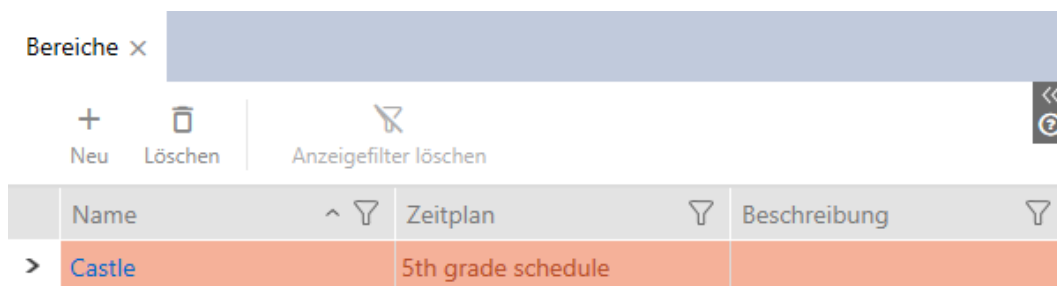 Bereiche
Neu Löschen Anzeigefilter löschen
Name Zeitplan Beschreibung
Castle 5th grade schedule